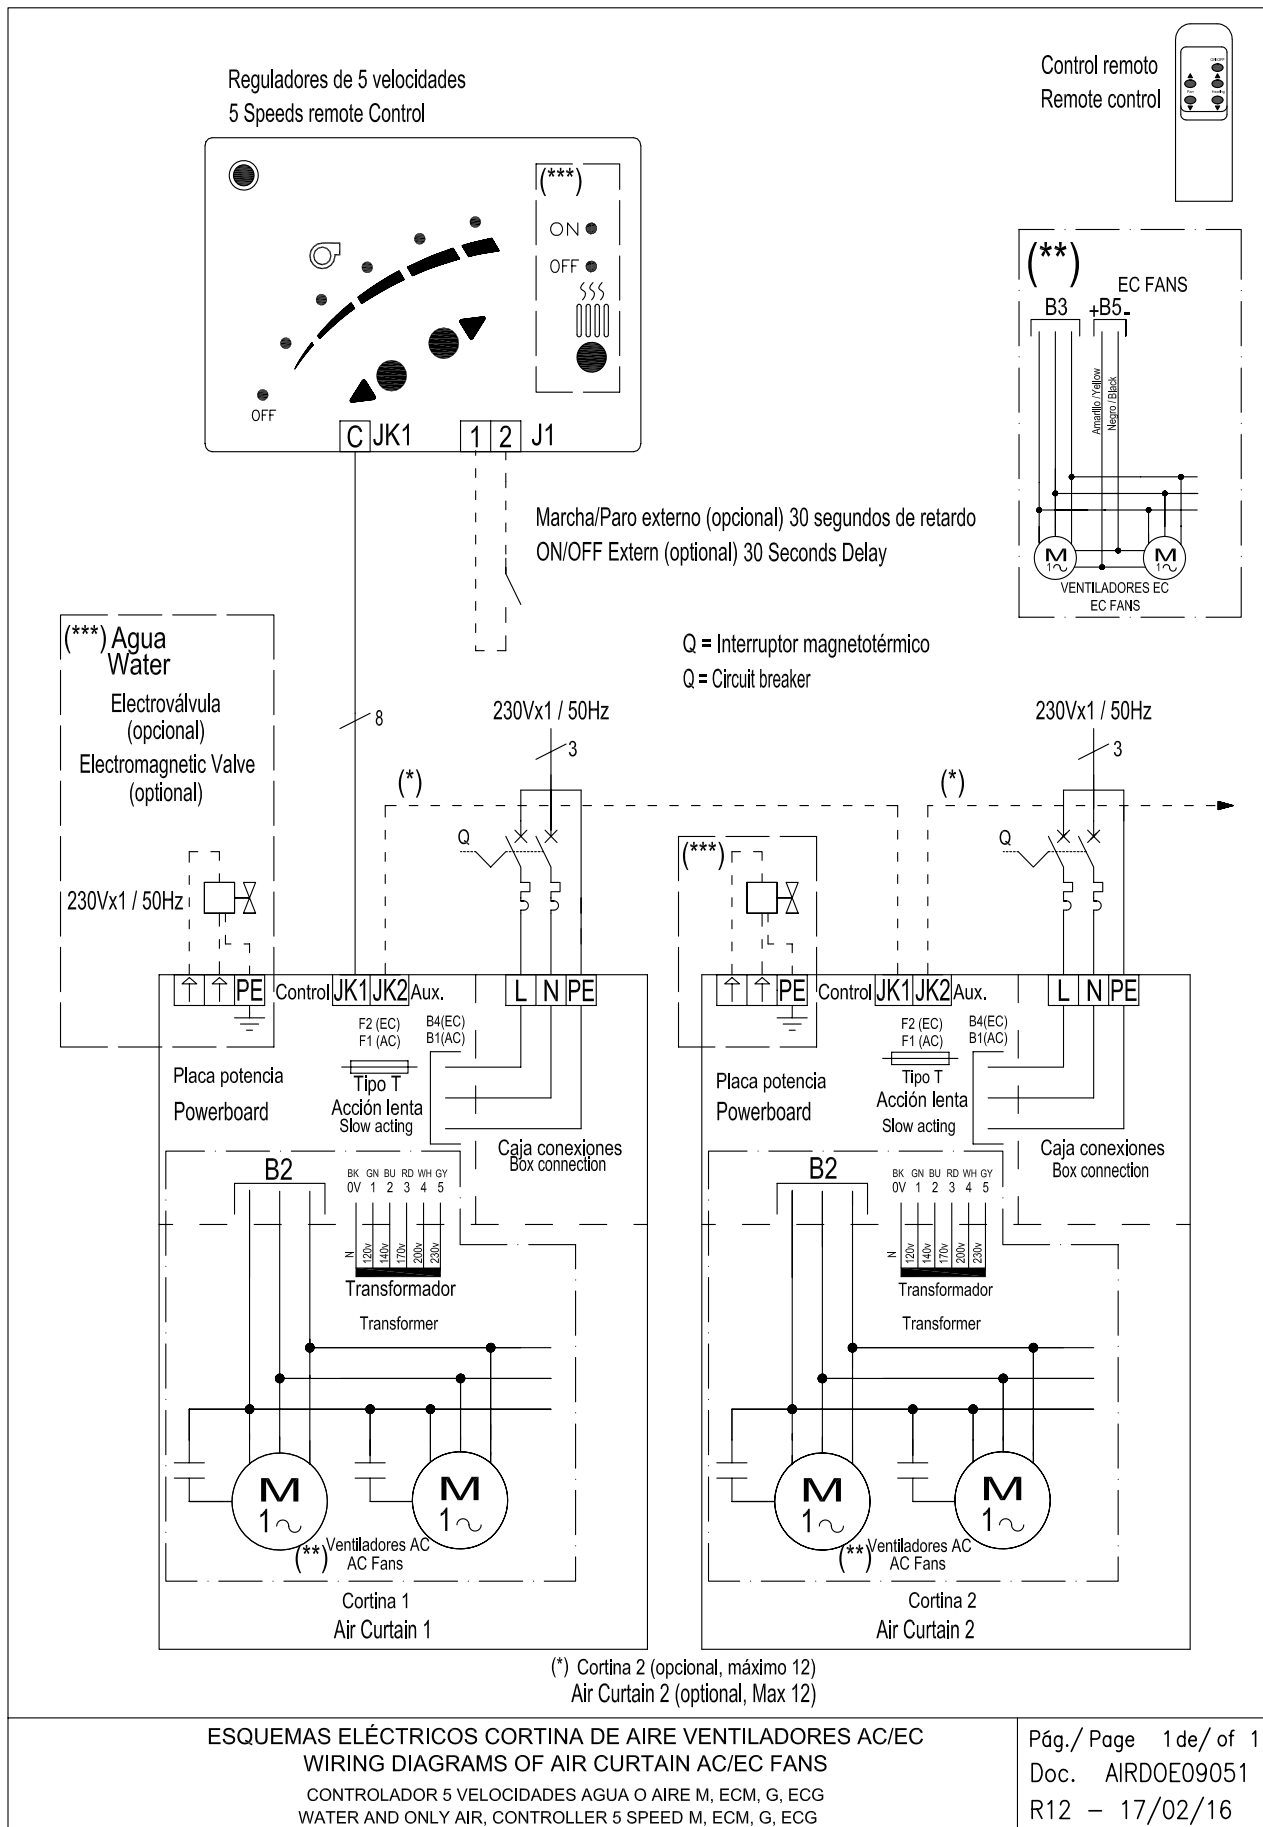 Reguladores de 5 velocidades
5 Speeds remote Control
Control remoto
Remote control
ON/OFF
Fan
Heating
(***)
ON
OFF
OFF
C JK1
1 2 J1
(**)
EC FANS
B3 +B5-
Amarillo /Yellow
Negro / Black
M
1~
M
1~
VENTILADORES EC
EC FANS
Marcha/Paro externo (opcional) 30 segundos de retardo
ON/OFF Extern (optional) 30 Seconds Delay
(***) Agua
Water
Electroválvula
(opcional)
Electromagnetic Valve
(optional)
230Vx1 / 50Hz
Q = Interruptor magnetotérmico
Q = Circuit breaker
8
230Vx1 / 50Hz
3
(*)
Q
230Vx1 / 50Hz
3
(*)
Q
(***)
PE Control JK1 JK2 Aux. L N PE
F2 (EC)
F1 (AC)
B4(EC)
B1(AC)
Tipo T
Acción lenta
Slow acting
Placa potencia
Powerboard
Caja conexiones
Box connection
B2
BK GN BU RD WH GY
0V 1 2 3 4 5
N 120v 140v 170v 200v 230v
Transformador
Transformer
M
1~
M
1~
(**) Ventiladores AC
AC Fans
Cortina 1
Air Curtain 1
PE Control JK1 JK2 Aux. L N PE
F2 (EC)
F1 (AC)
B4(EC)
B1(AC)
Tipo T
Acción lenta
Slow acting
Placa potencia
Powerboard
Caja conexiones
Box connection
B2
BK GN BU RD WH GY
0V 1 2 3 4 5
N 120v 140v 170v 200v 230v
Transformador
Transformer
M
1~
M
1~
(**) Ventiladores AC
AC Fans
Cortina 2
Air Curtain 2
(*) Cortina 2 (opcional, máximo 12)
Air Curtain 2 (optional, Max 12)
ESQUEMAS ELÉCTRICOS CORTINA DE AIRE VENTILADORES AC/EC
WIRING DIAGRAMS OF AIR CURTAIN AC/EC FANS
CONTROLADOR 5 VELOCIDADES AGUA O AIRE M, ECM, G, ECG
WATER AND ONLY AIR, CONTROLLER 5 SPEED M, ECM, G, ECG
Pág./ Page 1 de/ of 1
Doc. AIRDOE09051
R12 – 17/02/16